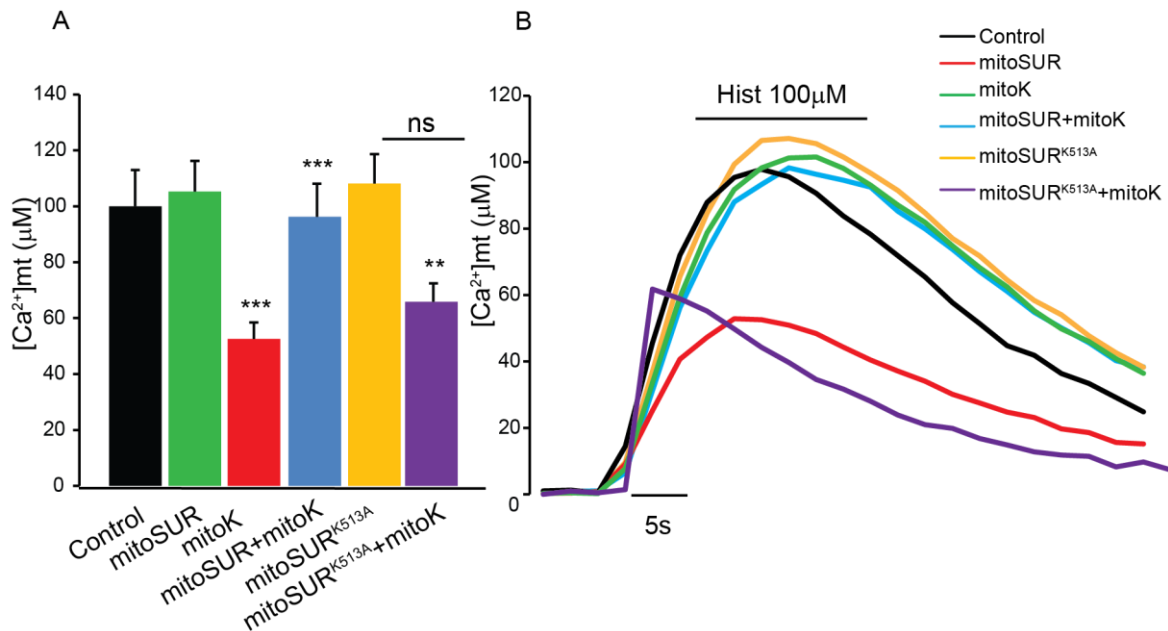 A
[Ca²⁺]mt (μM)
140
120
100
80
60
40
20
0
ns
***
***
**
Control
mitoSUR
mitoK
mitoSUR+mitoK
mitoSURᴷ⁵¹³ᴬ
mitoSURᴷ⁵¹³ᴬ+mitoK
B
[Ca²⁺]mt (μM)
120
100
80
60
40
20
0
Hist 100μM
5s
Control
mitoSUR
mitoK
mitoSUR+mitoK
mitoSURᴷ⁵¹³ᴬ
mitoSURᴷ⁵¹³ᴬ+mitoK